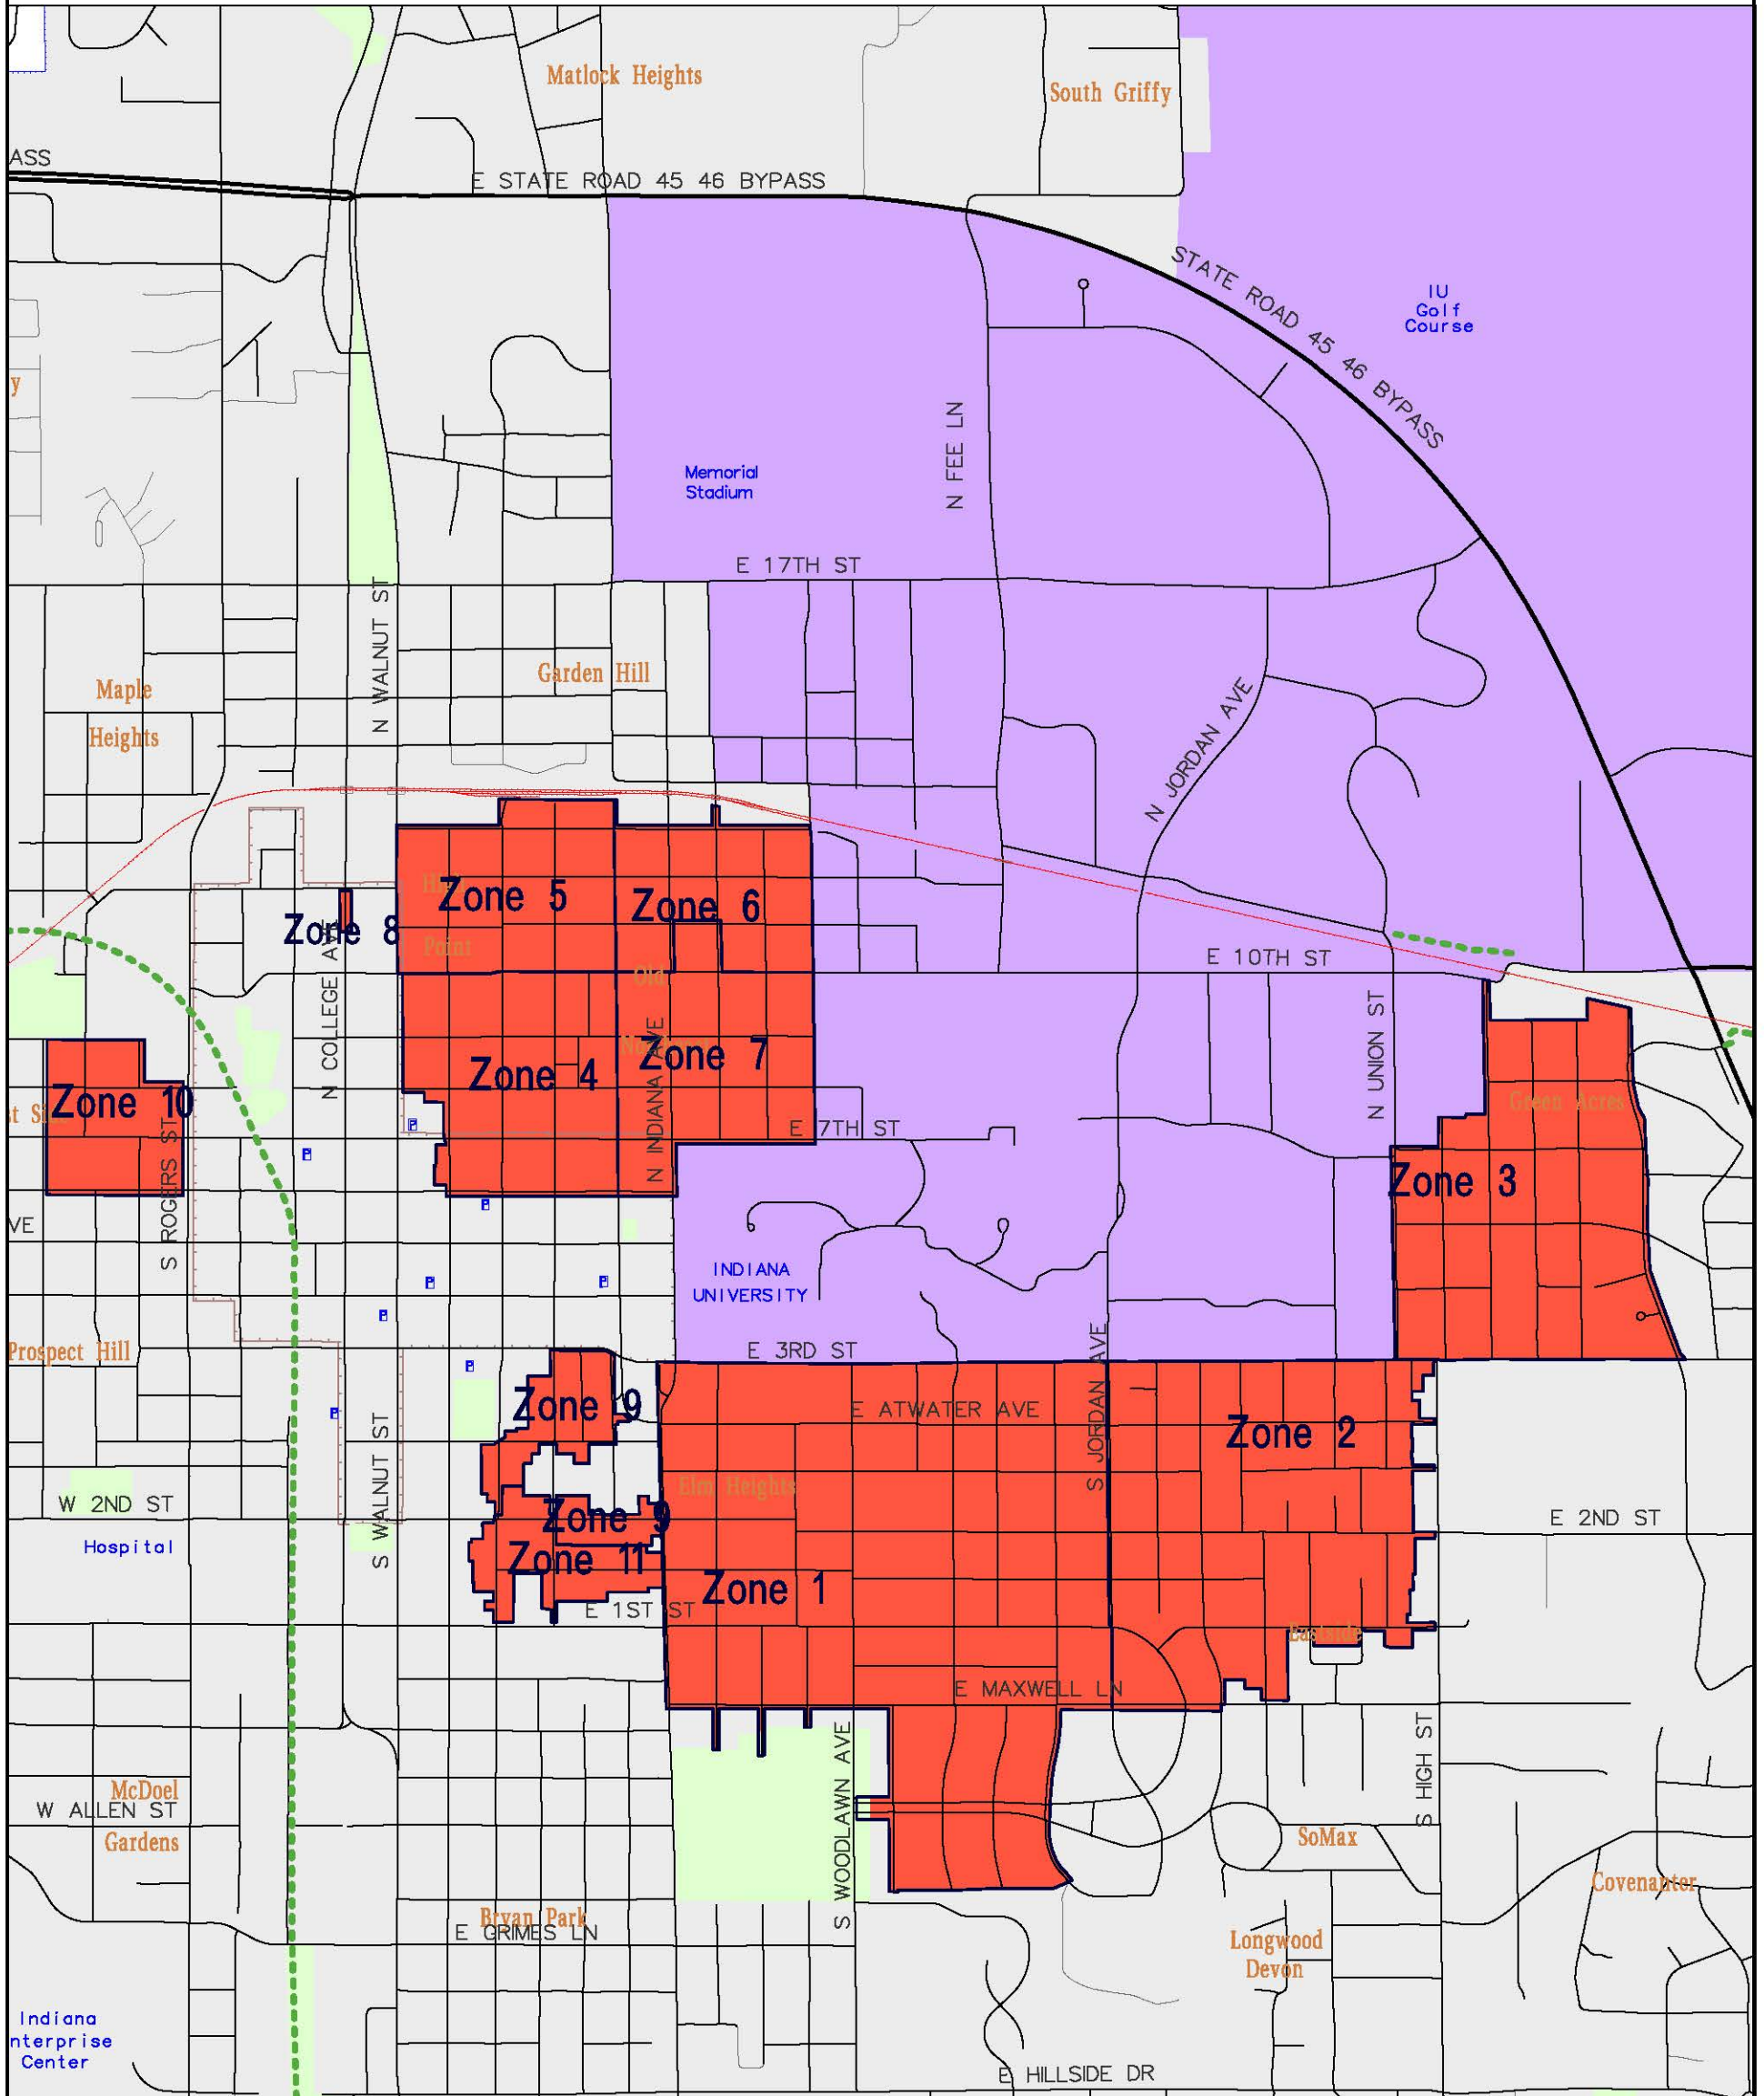 Matlock Heights
South Griffy
ASS
E STATE ROAD 45 46 BYPASS
STATE ROAD 45 46 BYPASS
IU
Golf
Course
y
N FEE LN
Memorial
Stadium
E 17TH ST
N WALNUT ST
Garden Hill
Maple
Heights
N JORDAN AVE
Zone 5
Zone 6
Zone 8
Point
E 10TH ST
Old
N COLLEGE AVE
N UNION ST
Zone 4
Zone 7
N INDIANA AVE
Zone 10
Green Acres
P
E 7TH ST
P
Zone 3
S ROGERS ST
P
VE
INDIANA
UNIVERSITY
P
P
P
Prospect Hill
E 3RD ST
P
S JORDAN AVE
Zone 9
E ATWATER AVE
P
Zone 2
S WALNUT ST
Elm Heights
W 2ND ST
Zone 9
E 2ND ST
Hospital
Zone 11
Zone 1
E 1ST ST
Eastside
E MAXWELL LN
S WOODLAWN AVE
S HIGH ST
McDoel
W ALLEN ST
Gardens
SoMax
Covenanter
Bryan Park
E GRIMES LN
Longwood
Devon
Indiana
nterprise
Center
E HILLSIDE DR